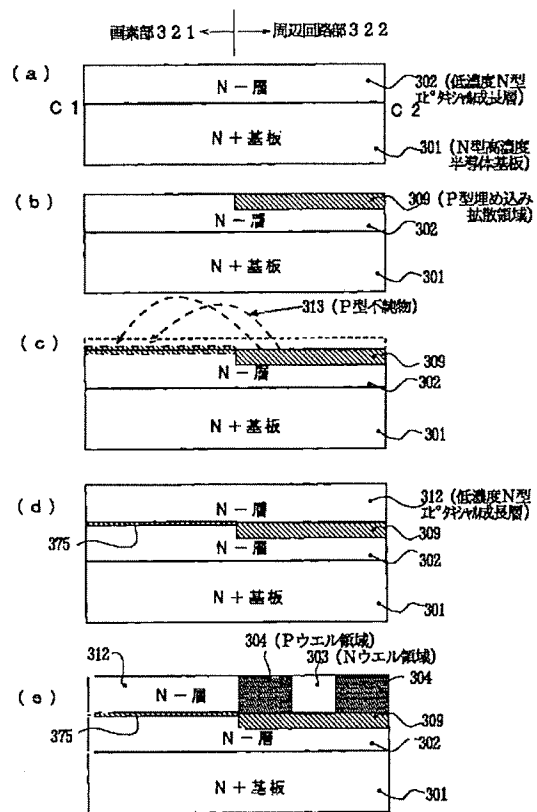 画素部321 周辺回路部322
(a)
N－層
302(低濃度N型
ｴﾋﾟﾀｷｼｬﾙ成長層)
C1 C2
N＋基板
301(N型高濃度
半導体基板)
(b)
309(P型埋め込み
拡散領域)
N－層
302
N＋基板
301
313(P型不純物)
(c)
309
N－層
302
N＋基板
301
(d)
N－層
312(低濃度N型
ｴﾋﾟﾀｷｼｬﾙ成長層)
309
375
N－層
302
N＋基板
301
304(Pウエル領域)
312
303(Nウエル領域)
(e)
N－層
304
309
375
N－層
302
N＋基板
301